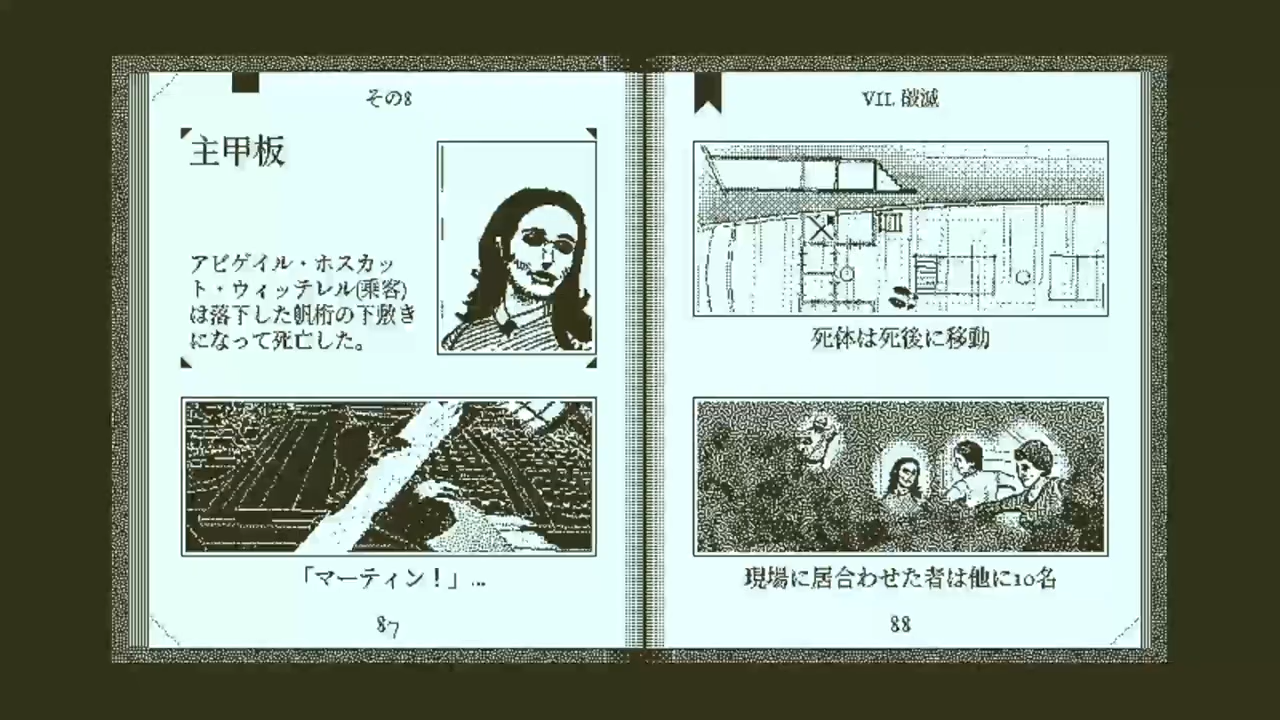 その8
主甲板
アビゲイル・ホスカッ
ト・ウィッテレル(乗客)
は落下した帆桁の下敷き
になって死亡した。
「マーティン！」...
87
VII. 破滅
死体は死後に移動
現場に居合わせた者は他に10名
88